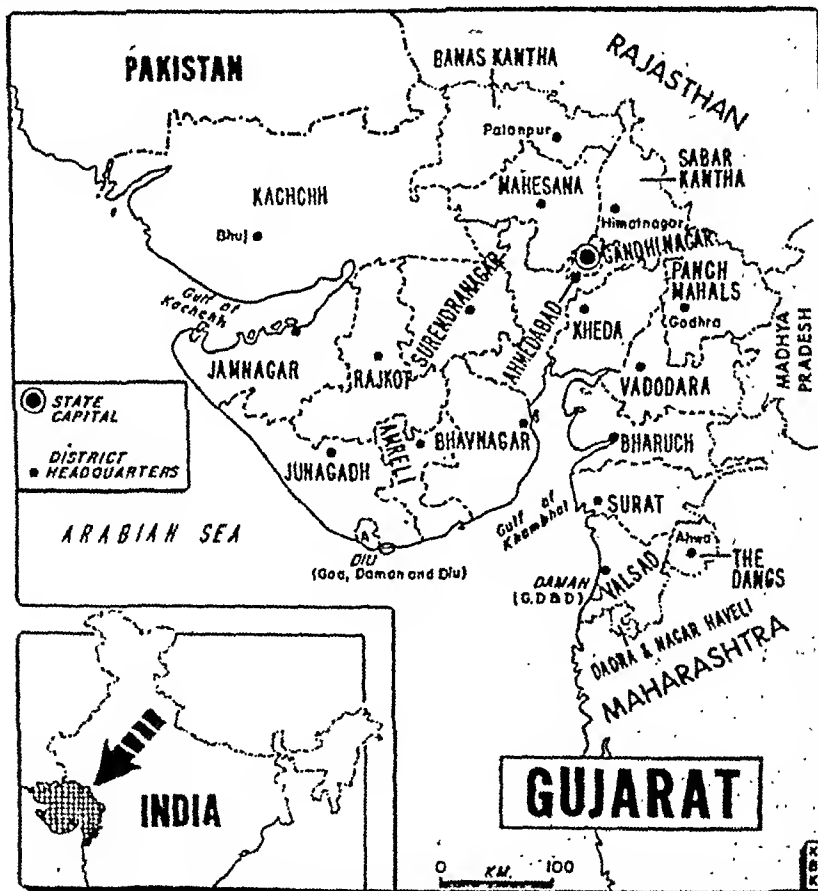 PAKISTAN
BANAS KANTHA
RAJASTHAN
Palanpur
SABAR
KANTHA
MAHESANA
KACHCHH
Himatnagar
Bhuj
GANDHINAGAR
PANCH
MAHALS
Gulf of
Kachchh
SURENDRANAGAR
AHMEDABAD
KHEDA
Godhra
MADHYA
PRADESH
JAMNAGAR
RAJKOT
VADODARA
STATE
CAPITAL
DISTRICT
HEADQUARTERS
JUNAGADH
AMRELI
BHAVNAGAR
BHARUCH
Gulf of
Khambhat
SURAT
ARABIAN SEA
A
DIU
(Goa, Daman and Diu)
Ahwa
THE
DANGS
DAMAN
(G.D&D)
VALSAD
DADRA & NAGAR HAVELI
MAHARASHTRA
INDIA
GUJARAT
0 KM. 100